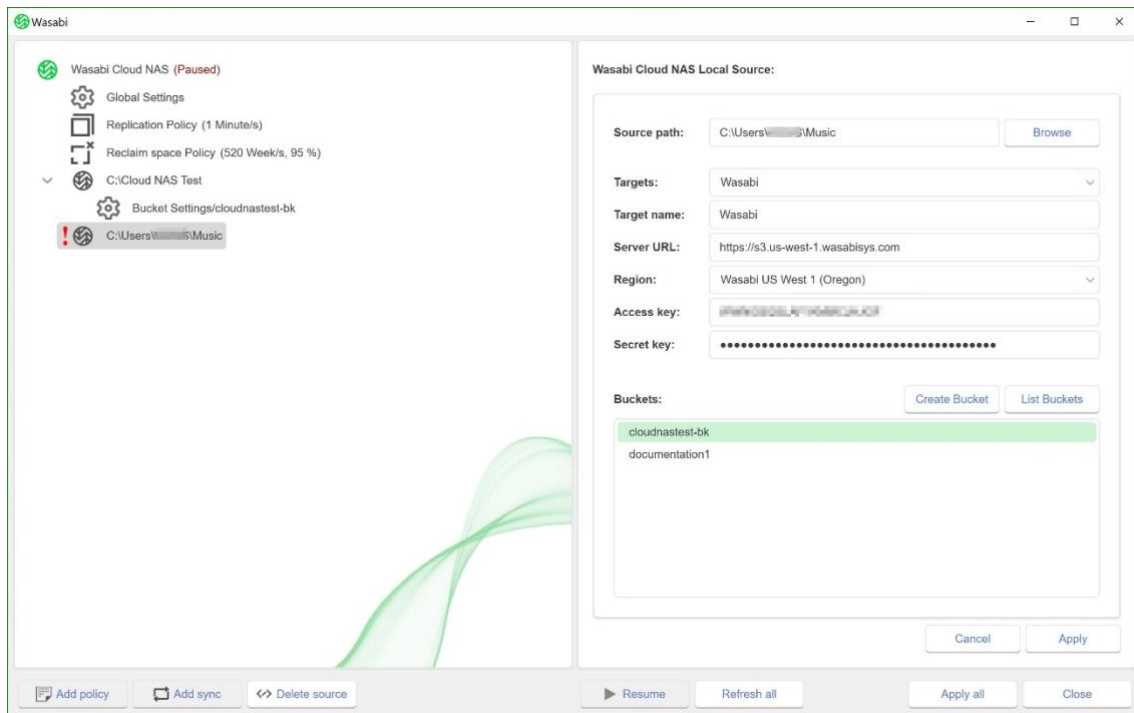 Wasabi
Wasabi Cloud NAS (Paused)
Global Settings
Replication Policy (1 Minute/s)
Reclaim space Policy (520 Week/s, 95 %)
C:\Cloud NAS Test
Bucket Settings/cloudnastest-bk
C:\Users\ \Music
Wasabi Cloud NAS Local Source:
Source path: C:\Users\ \Music Browse
Targets: Wasabi
Target name: Wasabi
Server URL: https://s3.us-west-1.wasabisys.com
Region: Wasabi US West 1 (Oregon)
Access key:
Secret key: ••••••••••••••••••••••••••••••••••••••••
Buckets: Create Bucket List Buckets
cloudnastest-bk
documentation1
Cancel Apply
Add policy Add sync Delete source Resume Refresh all Apply all Close